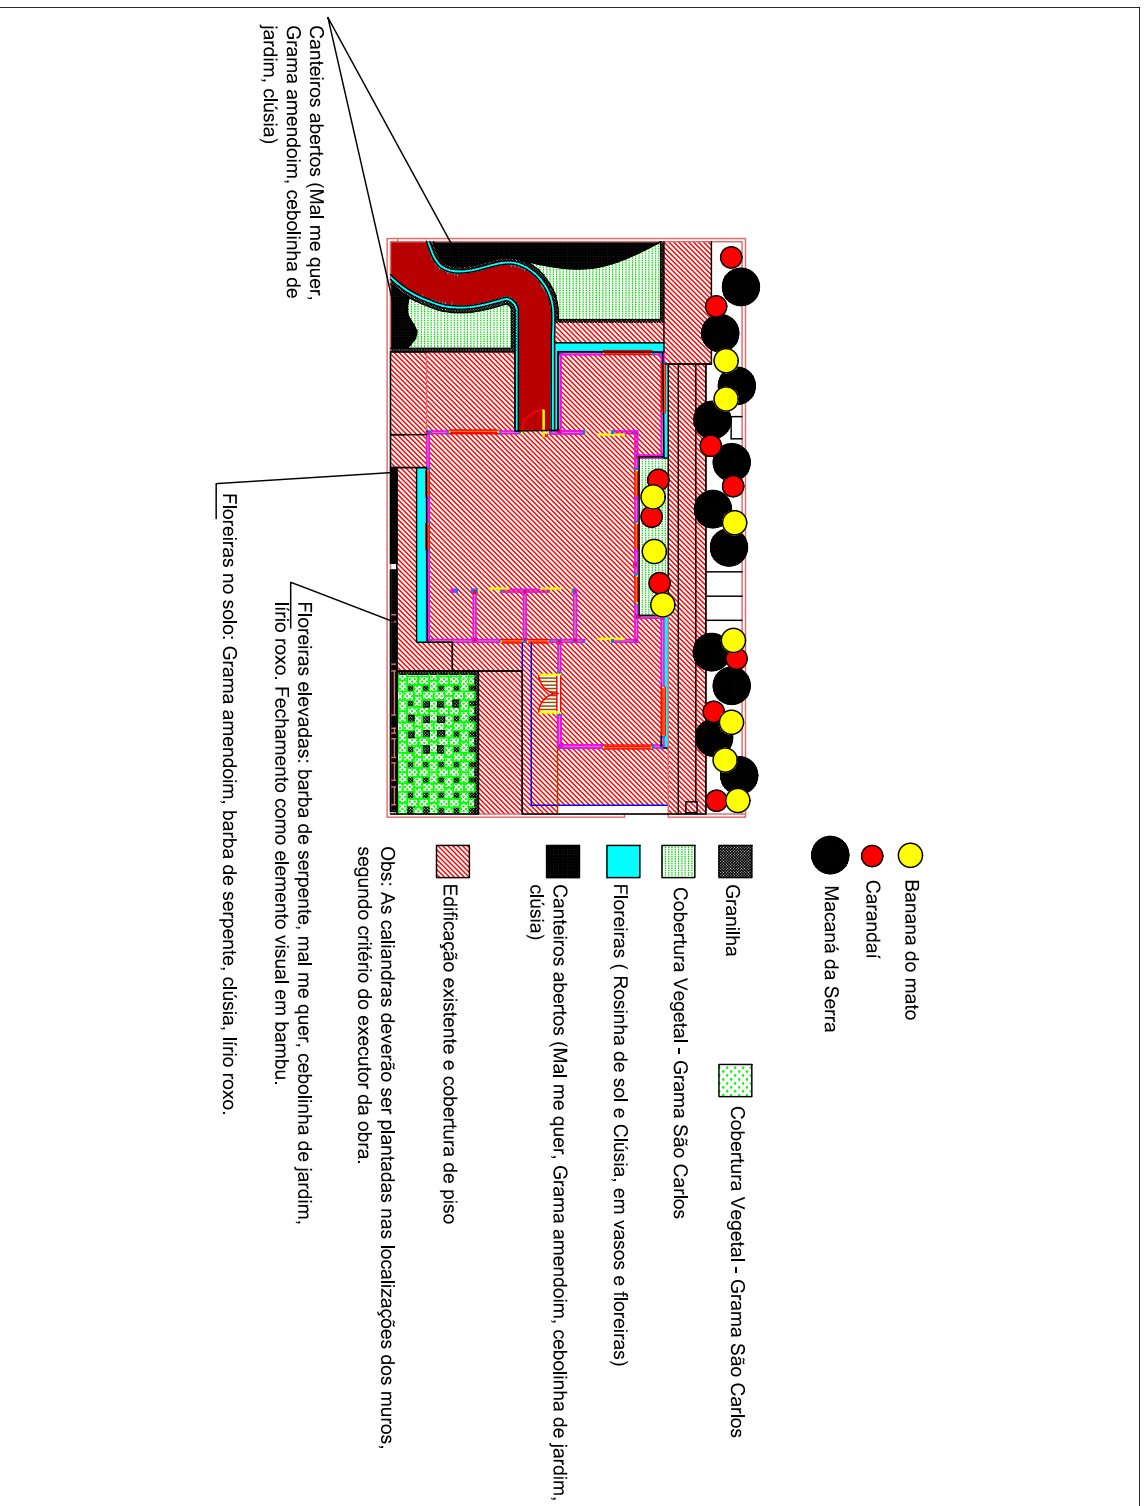 Canteiros abertos (Mal me quer,
Grama amendoim, cebolinha de
jardim, clúsia)
Banana do mato
Carandaí
Macaná da Serra
Granilha
Cobertura Vegetal - Grama São Carlos
Cobertura Vegetal - Grama São Carlos
Floreiras ( Rosinha de sol e Clúsia, em vasos e floreiras)
Canteiros abertos (Mal me quer, Grama amendoim, cebolinha de jardim,
clúsia)
Edificação existente e cobertura de piso
Obs: As caliandras deverão ser plantadas nas localizações dos muros,
segundo critério do executor da obra.
Floreiras elevadas: barba de serpente, mal me quer, cebolinha de jardim,
lírio roxo. Fechamento como elemento visual em bambu.
Floreiras no solo: Grama amendoim, barba de serpente, clúsia, lírio roxo.